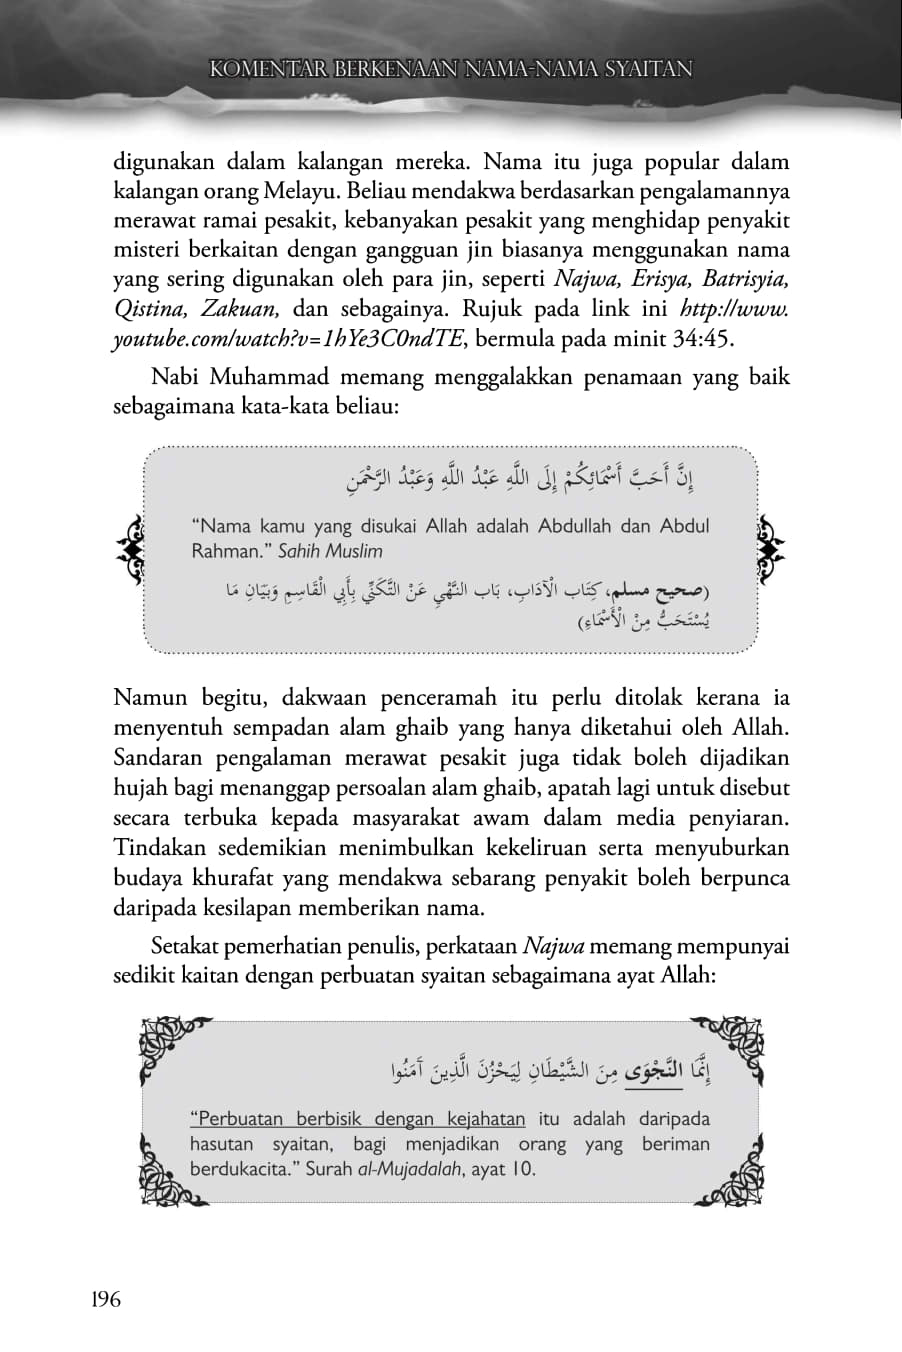 KOMENTAR BERKENAAN NAMA-NAMA SYAITAN
digunakan dalam kalangan mereka. Nama itu juga popular dalam
kalangan orang Melayu. Beliau mendakwa berdasarkan pengalamannya
merawat ramai pesakit, kebanyakan pesakit yang menghidap penyakit
misteri berkaitan dengan gangguan jin biasanya menggunakan nama
yang sering digunakan oleh para jin, seperti Najwa, Erisya, Batrisyia,
Qistina, Zakuan, dan sebagainya. Rujuk pada link ini http://www.
youtube.com/watch?v=1hYe3C0ndTE, bermula pada minit 34:45.
Nabi Muhammad memang menggalakkan penamaan yang baik
sebagaimana kata-kata beliau:
إِنَّ أَحَبَّ أَسْمَائِكُمْ إِلَى اللَّهِ عَبْدُ اللَّهِ وَعَبْدُ الرَّحْمَنِ
“Nama kamu yang disukai Allah adalah Abdullah dan Abdul
Rahman.” Sahih Muslim
(صحيح مسلم، كِتَاب الْآدَابِ، بَاب النَّهْيِ عَنْ التَّكَنِّي بِأَبِي الْقَاسِمِ وَبَيَانِ مَا
يُسْتَحَبُّ مِنْ الْأَسْمَاءِ)
Namun begitu, dakwaan penceramah itu perlu ditolak kerana ia
menyentuh sempadan alam ghaib yang hanya diketahui oleh Allah.
Sandaran pengalaman merawat pesakit juga tidak boleh dijadikan
hujah bagi menanggap persoalan alam ghaib, apatah lagi untuk disebut
secara terbuka kepada masyarakat awam dalam media penyiaran.
Tindakan sedemikian menimbulkan kekeliruan serta menyuburkan
budaya khurafat yang mendakwa sebarang penyakit boleh berpunca
daripada kesilapan memberikan nama.
Setakat pemerhatian penulis, perkataan Najwa memang mempunyai
sedikit kaitan dengan perbuatan syaitan sebagaimana ayat Allah:
إِنَّمَا النَّجْوَى مِنَ الشَّيْطَانِ لِيَحْزُنَ الَّذِينَ آمَنُوا
“Perbuatan berbisik dengan kejahatan itu adalah daripada
hasutan syaitan, bagi menjadikan orang yang beriman
berdukacita.” Surah al-Mujadalah, ayat 10.
196